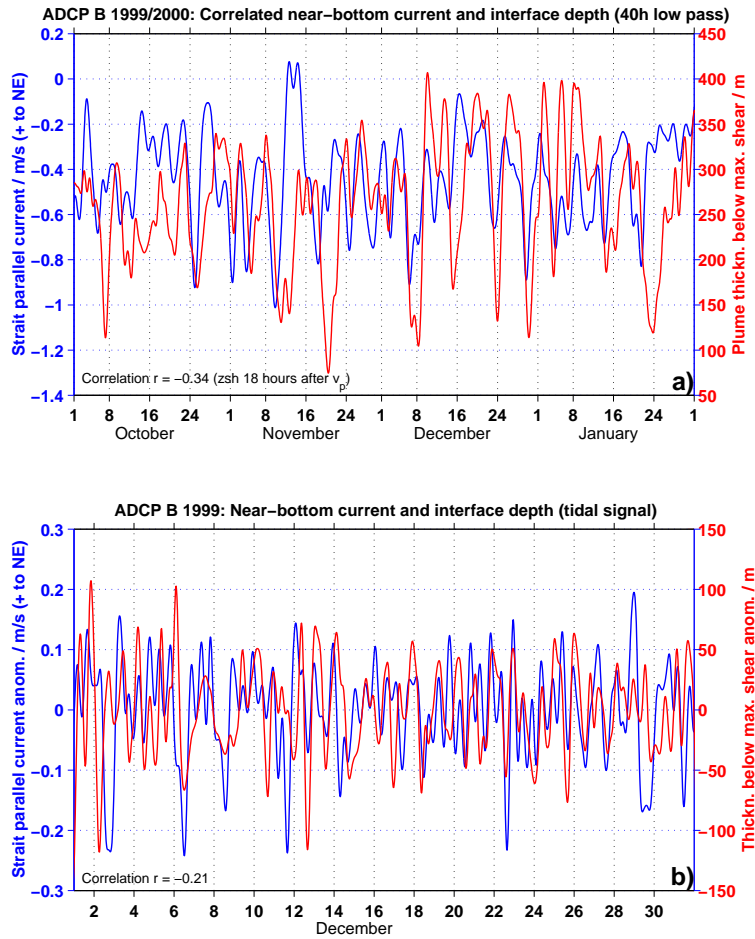 ADCP B 1999/2000: Correlated near−bottom current and interface depth (40h low pass)
Strait parallel current / m/s (+ to NE)
0.2
0
−0.2
−0.4
−0.6
−0.8
−1
−1.2
−1.4
450
400
350
300
250
200
150
100
50
Plume thickn. below max. shear / m
Correlation r = −0.34 (zsh 18 hours after v_p)
a)
1 8 16 24 1 8 16 24 1 8 16 24 1 8 16 24 1
October November December January
ADCP B 1999: Near−bottom current and interface depth (tidal signal)
Strait parallel current anom. / m/s (+ to NE)
0.3
0.2
0.1
0
−0.1
−0.2
−0.3
150
100
50
0
−50
−100
−150
Thickn. below max. shear anom. / m
Correlation r = −0.21
b)
2 4 6 8 10 12 14 16 18 20 22 24 26 28 30
December